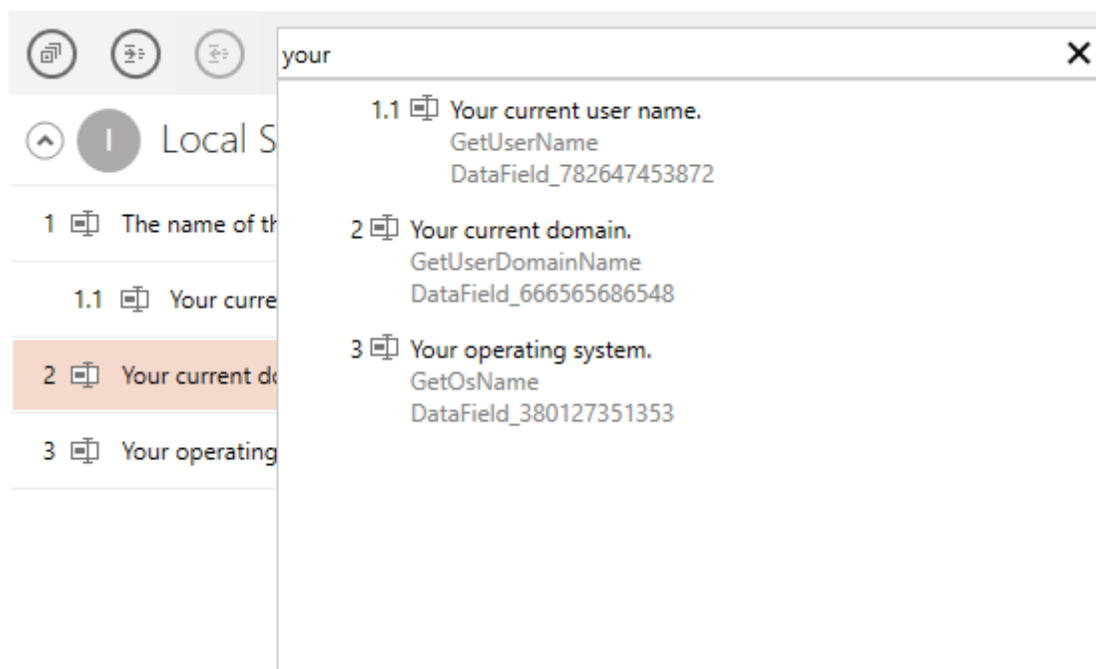 your
I Local S
1 The name of th
1.1 Your curre
2 Your current do
3 Your operating
1.1 Your current user name.
GetUserName
DataField_782647453872
2 Your current domain.
GetUserDomainName
DataField_666565686548
3 Your operating system.
GetOsName
DataField_380127351353